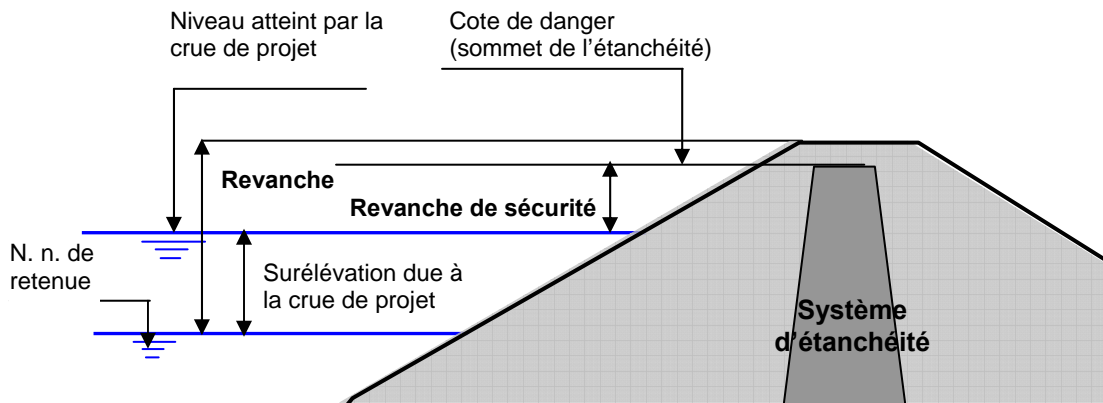 Niveau atteint par la
crue de projet
Cote de danger
(sommet de l'étanchéité)
Revanche
Revanche de sécurité
N. n. de
retenue
Surélévation due à
la crue de projet
Système
d'étanchéité